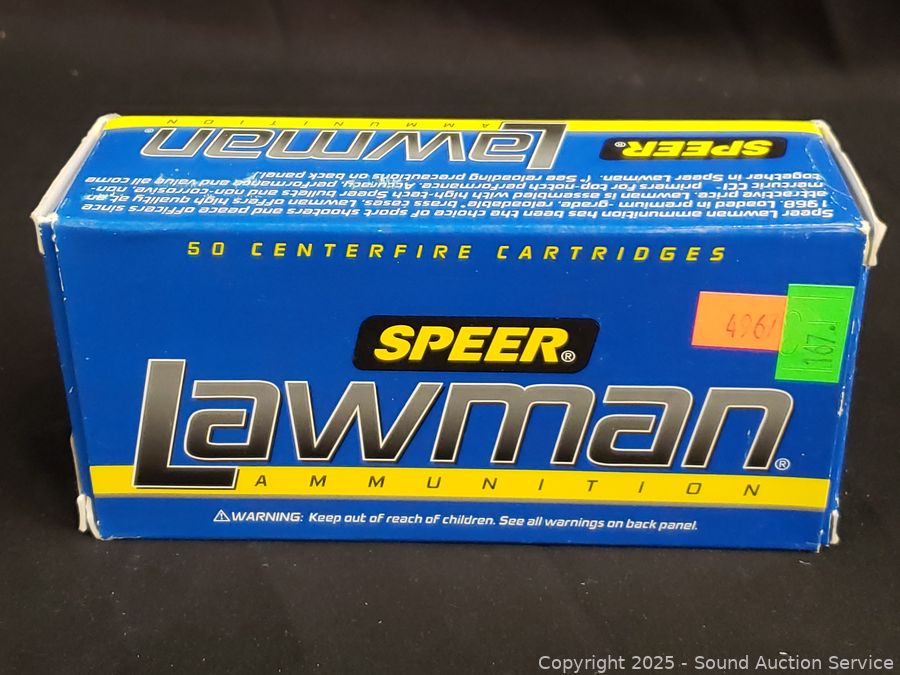 Lawman®
AMMUNITION
SPEER®
Speer Lawman ammunition has been the choice of sport shooters and peace officers since
1968. Loaded in premium - grade, reloadable*, brass cases, Lawman offers high quality at an
attractive price. Lawman is assembled with high-tech Speer bullets and non-corrosive, non-
mercuric CCI primers for top-notch performance. Accuracy, performance and value all come
together in Speer Lawman. (* See reloading precautions on back panel.)
50 CENTERFIRE CARTRIDGES
4961
167.1
SPEER®
Lawman®
AMMUNITION
⚠WARNING: Keep out of reach of children. See all warnings on back panel.
Copyright © 2025 - Sound Auction Service